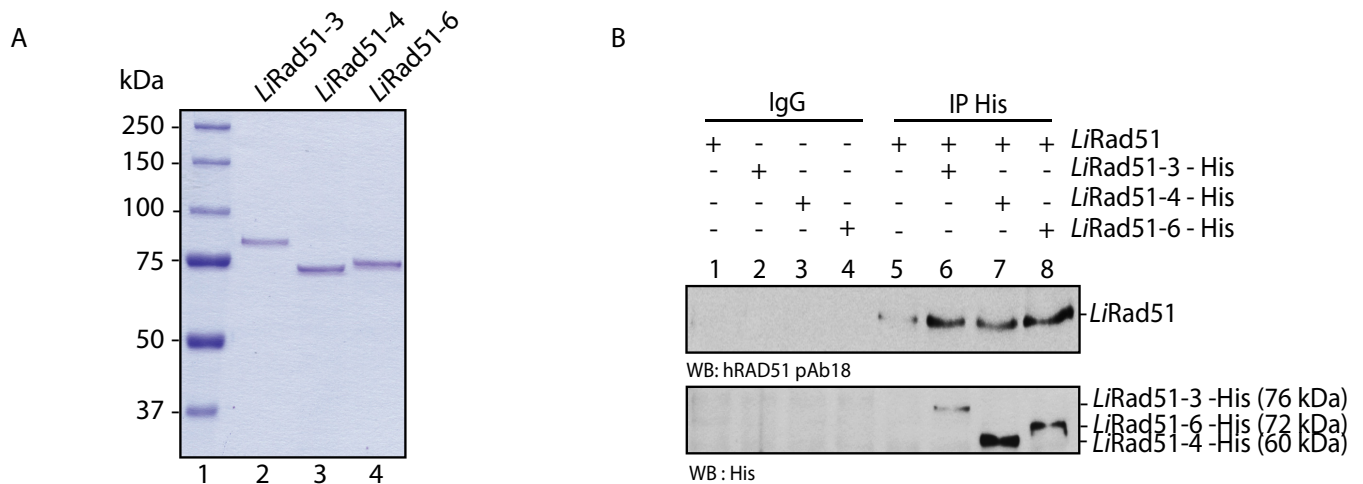 A
kDa
LiRad51-3
LiRad51-4
LiRad51-6
250 -
150 -
100 -
75 -
50 -
37 -
1 2 3 4
B
IgG IP His
+ - - - + + + + LiRad51
- + - - - + - - LiRad51-3 - His
- - + - - - + - LiRad51-4 - His
- - - + - - - + LiRad51-6 - His
1 2 3 4 5 6 7 8
-LiRad51
WB: hRAD51 pAb18
- LiRad51-3 -His (76 kDa)
- LiRad51-6 -His (72 kDa)
- LiRad51-4 -His (60 kDa)
WB : His